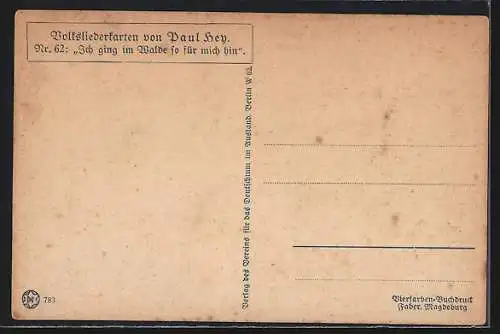 Volksliederkarten von Paul Hey.
Nr. 62: „Ich ging im Walde so für mich hin“.
Verlag des Vereins für das Deutschtum im Ausland. Berlin W 62.
783
Vierfarben-Buchdruck
Faber, Magdeburg